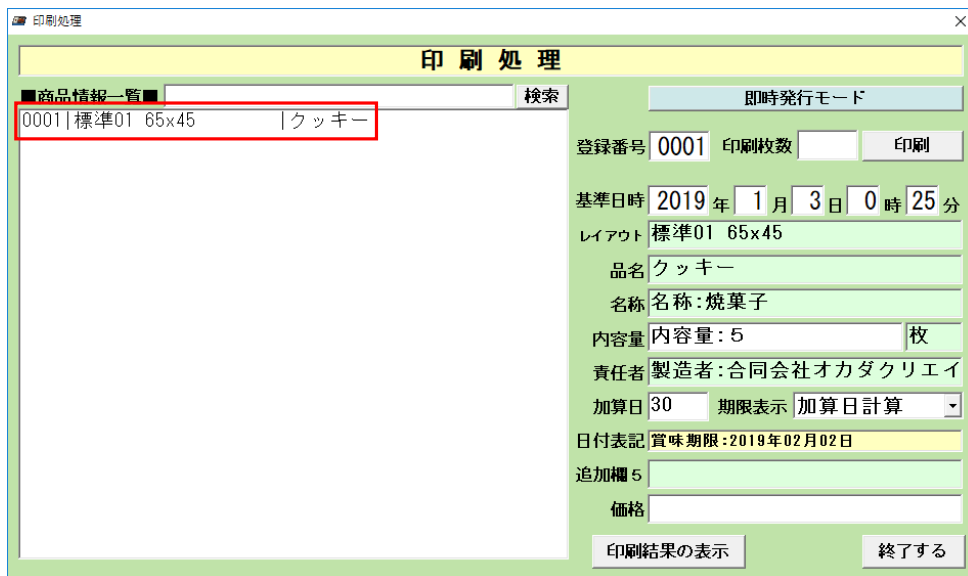 印刷処理
印 刷 処 理
■商品情報一覧■ 検索
0001|標準01 65x45 |クッキー
即時発行モード
登録番号 0001 印刷枚数 印刷
基準日時 2019 年 1 月 3 日 0 時 25 分
レイアウト 標準01 65x45
品名 クッキー
名称 名称:焼菓子
内容量 内容量:5 枚
責任者 製造者:合同会社オカダクリエイ
加算日 30 期限表示 加算日計算
日付表記 賞味期限:2019年02月02日
追加欄5
価格
印刷結果の表示 終了する